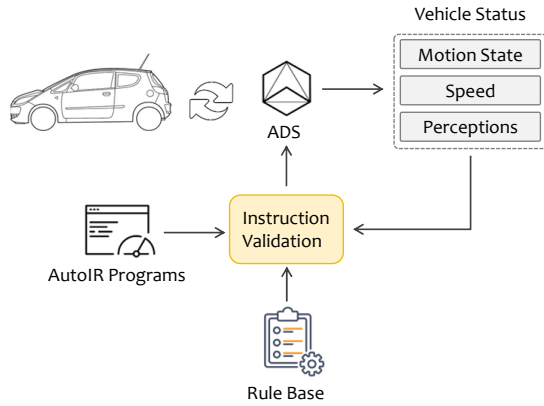 Vehicle Status
Motion State
Speed
Perceptions
ADS
Instruction
Validation
AutoIR Programs
Rule Base